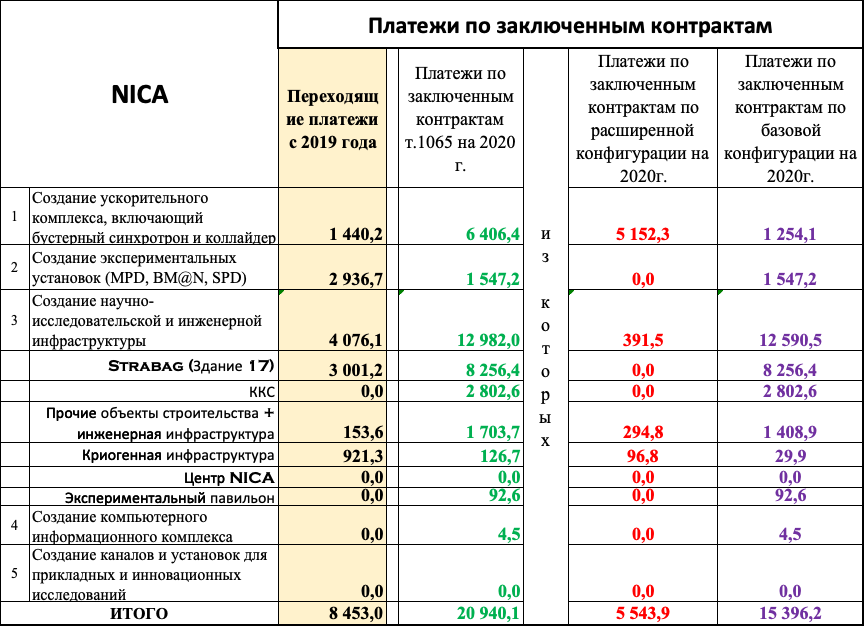 Платежи по заключенным контрактам
NICA
Переходящ
ие платежи
с 2019 года
Платежи по
заключенным
контрактам
т.1065 на 2020
г.
и
з
к
о
т
о
р
ы
х
Платежи по
заключенным
контрактам по
расширенной
конфигурации на
2020г.
Платежи по
заключенным
контрактам по
базовой
конфигурации на
2020г.
1
Создание ускорительного
комплекса, включающий
бустерный синхротрон и коллайдер
1 440,2 6 406,4 5 152,3 1 254,1
2
Создание экспериментальных
установок (MPD, BM@N, SPD)
2 936,7 1 547,2 0,0 1 547,2
3
Создание научно-
исследовательской и инженерной
инфраструктуры
4 076,1 12 982,0 391,5 12 590,5
STRABAG (Здание 17) 3 001,2 8 256,4 0,0 8 256,4
ККС 0,0 2 802,6 0,0 2 802,6
Прочие объекты строительства +
инженерная инфраструктура 153,6 1 703,7 294,8 1 408,9
Криогенная инфраструктура 921,3 126,7 96,8 29,9
Центр NICA 0,0 0,0 0,0 0,0
Экспериментальный павильон 0,0 92,6 0,0 92,6
4
Создание компьютерного
информационного комплекса 0,0 4,5 0,0 4,5
5
Создание каналов и установок для
прикладных и инновационных
исследований 0,0 0,0 0,0 0,0
ИТОГО 8 453,0 20 940,1 5 543,9 15 396,2